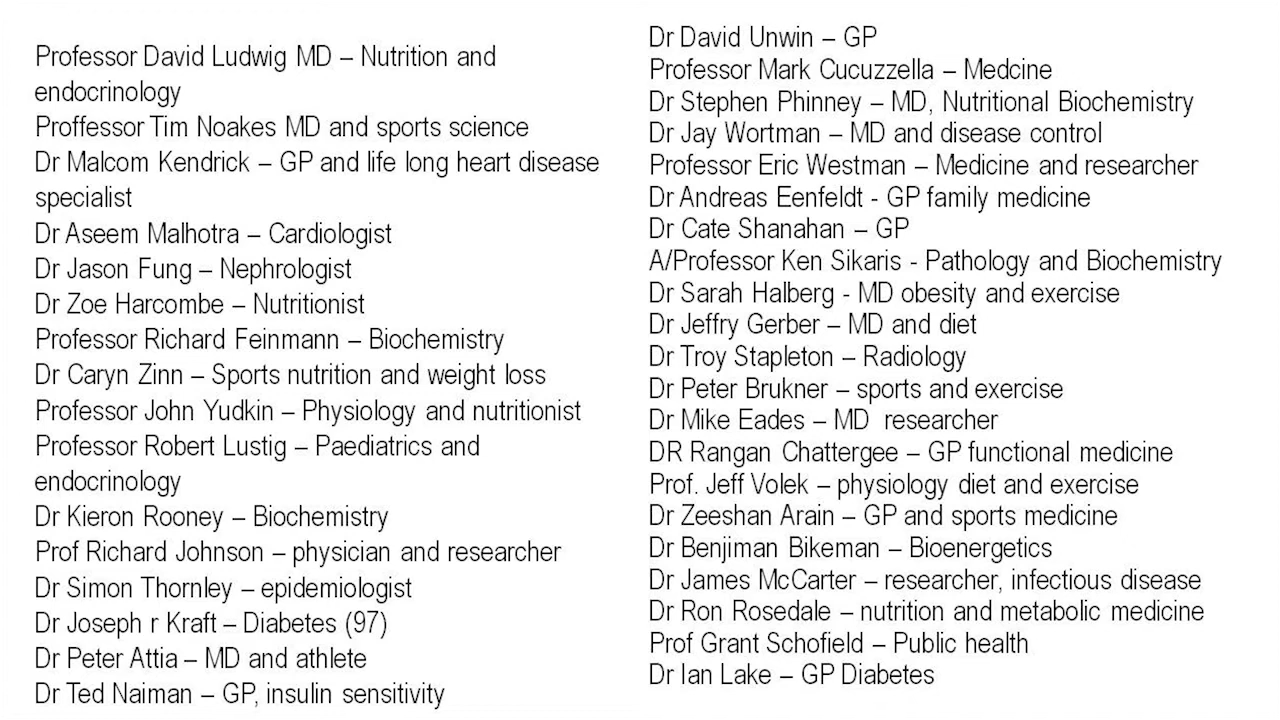 Professor David Ludwig MD – Nutrition and
endocrinology
Proffessor Tim Noakes MD and sports science
Dr Malcom Kendrick – GP and life long heart disease
specialist
Dr Aseem Malhotra – Cardiologist
Dr Jason Fung – Nephrologist
Dr Zoe Harcombe – Nutritionist
Professor Richard Feinmann – Biochemistry
Dr Caryn Zinn – Sports nutrition and weight loss
Professor John Yudkin – Physiology and nutritionist
Professor Robert Lustig – Paediatrics and
endocrinology
Dr Kieron Rooney – Biochemistry
Prof Richard Johnson – physician and researcher
Dr Simon Thornley – epidemiologist
Dr Joseph r Kraft – Diabetes (97)
Dr Peter Attia – MD and athlete
Dr Ted Naiman – GP, insulin sensitivity
Dr David Unwin – GP
Professor Mark Cucuzzella – Medcine
Dr Stephen Phinney – MD, Nutritional Biochemistry
Dr Jay Wortman – MD and disease control
Professor Eric Westman – Medicine and researcher
Dr Andreas Eenfeldt - GP family medicine
Dr Cate Shanahan – GP
A/Professor Ken Sikaris - Pathology and Biochemistry
Dr Sarah Halberg - MD obesity and exercise
Dr Jeffry Gerber – MD and diet
Dr Troy Stapleton – Radiology
Dr Peter Brukner – sports and exercise
Dr Mike Eades – MD  researcher
DR Rangan Chattergee – GP functional medicine
Prof. Jeff Volek – physiology diet and exercise
Dr Zeeshan Arain – GP and sports medicine
Dr Benjiman Bikeman – Bioenergetics
Dr James McCarter – researcher, infectious disease
Dr Ron Rosedale – nutrition and metabolic medicine
Prof Grant Schofield – Public health
Dr Ian Lake – GP Diabetes